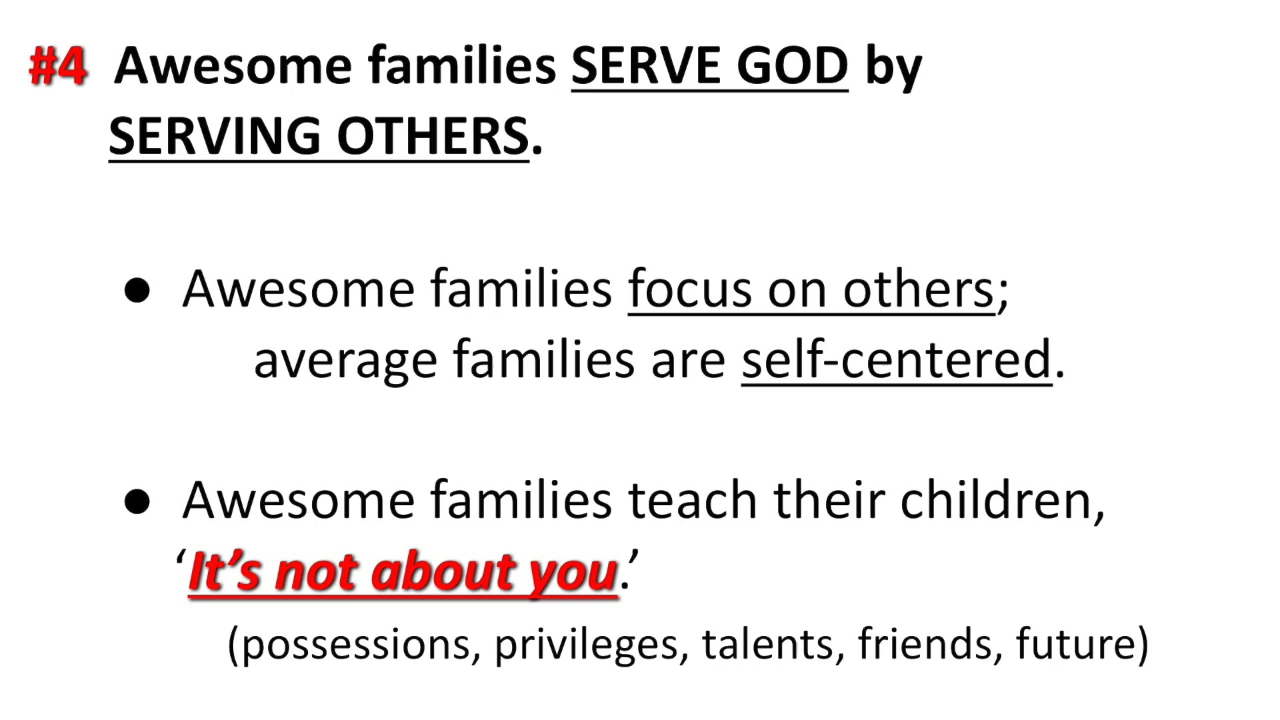 #4 Awesome families SERVE GOD by
SERVING OTHERS.
● Awesome families focus on others;
average families are self-centered.
● Awesome families teach their children,
‘It’s not about you.’
(possessions, privileges, talents, friends, future)